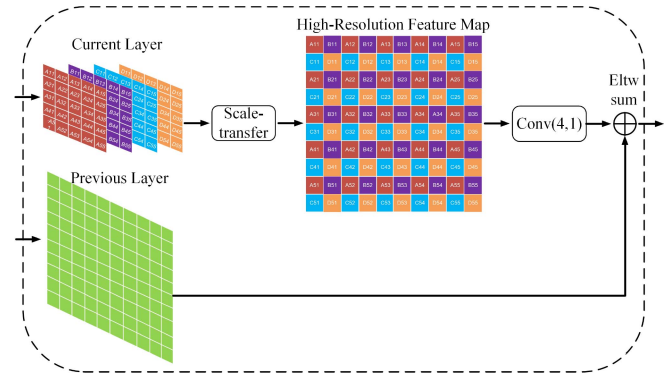 Current Layer
High-Resolution Feature Map
A11 B11 A12 B12 A13 B13 A14 B14 A15 B15
C11 D11 C12 D12 C13 D13 C14 D14 C15 D15
A21 B21 A22 B22 A23 B23 A24 B24 A25 B25
C21 D21 C22 D22 C23 D23 C24 D24 C25 D25
A31 B31 A32 B32 A33 B33 A34 B34 A35 B35
C31 D31 C32 D32 C33 D33 C34 D34 C35 D35
A41 B41 A42 B42 A43 B43 A44 B44 A45 B45
C41 D41 C42 D42 C43 D43 C44 D44 C45 D45
A51 B51 A52 B52 A53 B53 A54 B54 A55 B55
C51 D51 C52 D52 C53 D53 C54 D54 C55 D55
Scale-
transfer
Conv(4,1)
Eltw
sum
Previous Layer